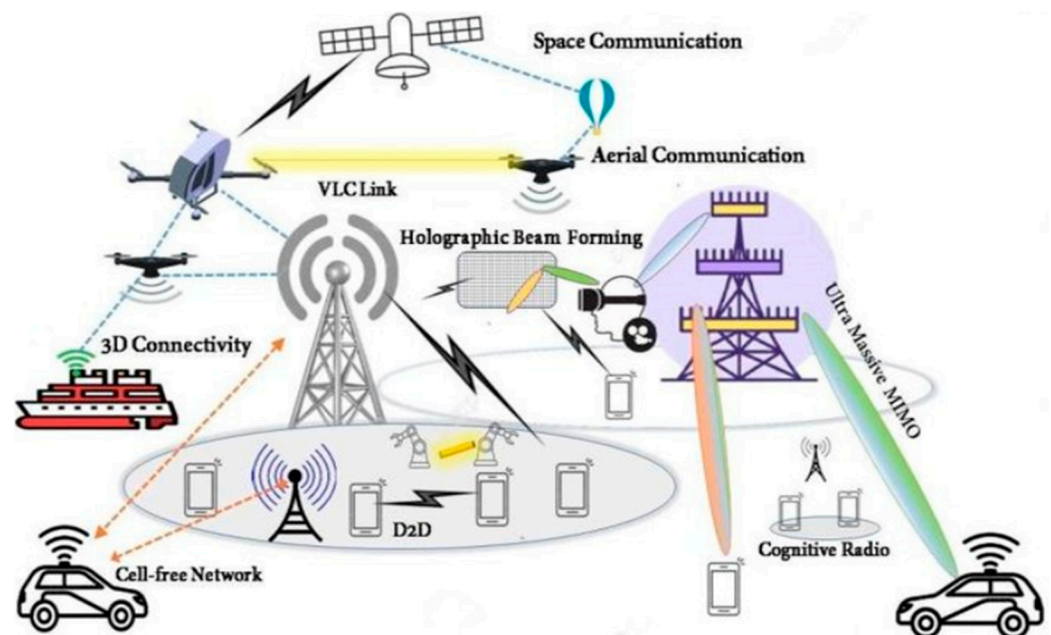 Space Communication
Aerial Communication
VLC Link
Holographic Beam Forming
3D Connectivity
Ultra Massive MIMO
D2D
Cognitive Radio
Cell-free Network